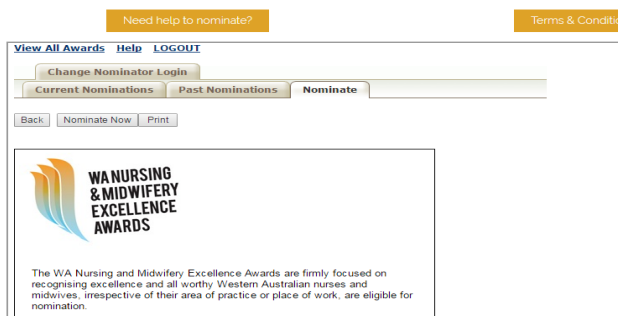 Need help to nominate?
Terms & Conditio
View All Awards Help LOGOUT
Change Nominator Login
Current Nominations Past Nominations Nominate
Back Nominate Now Print
WA NURSING
& MIDWIFERY
EXCELLENCE
AWARDS
The WA Nursing and Midwifery Excellence Awards are firmly focused on
recognising excellence and all worthy Western Australian nurses and
midwives, irrespective of their area of practice or place of work, are eligible for
nomination.